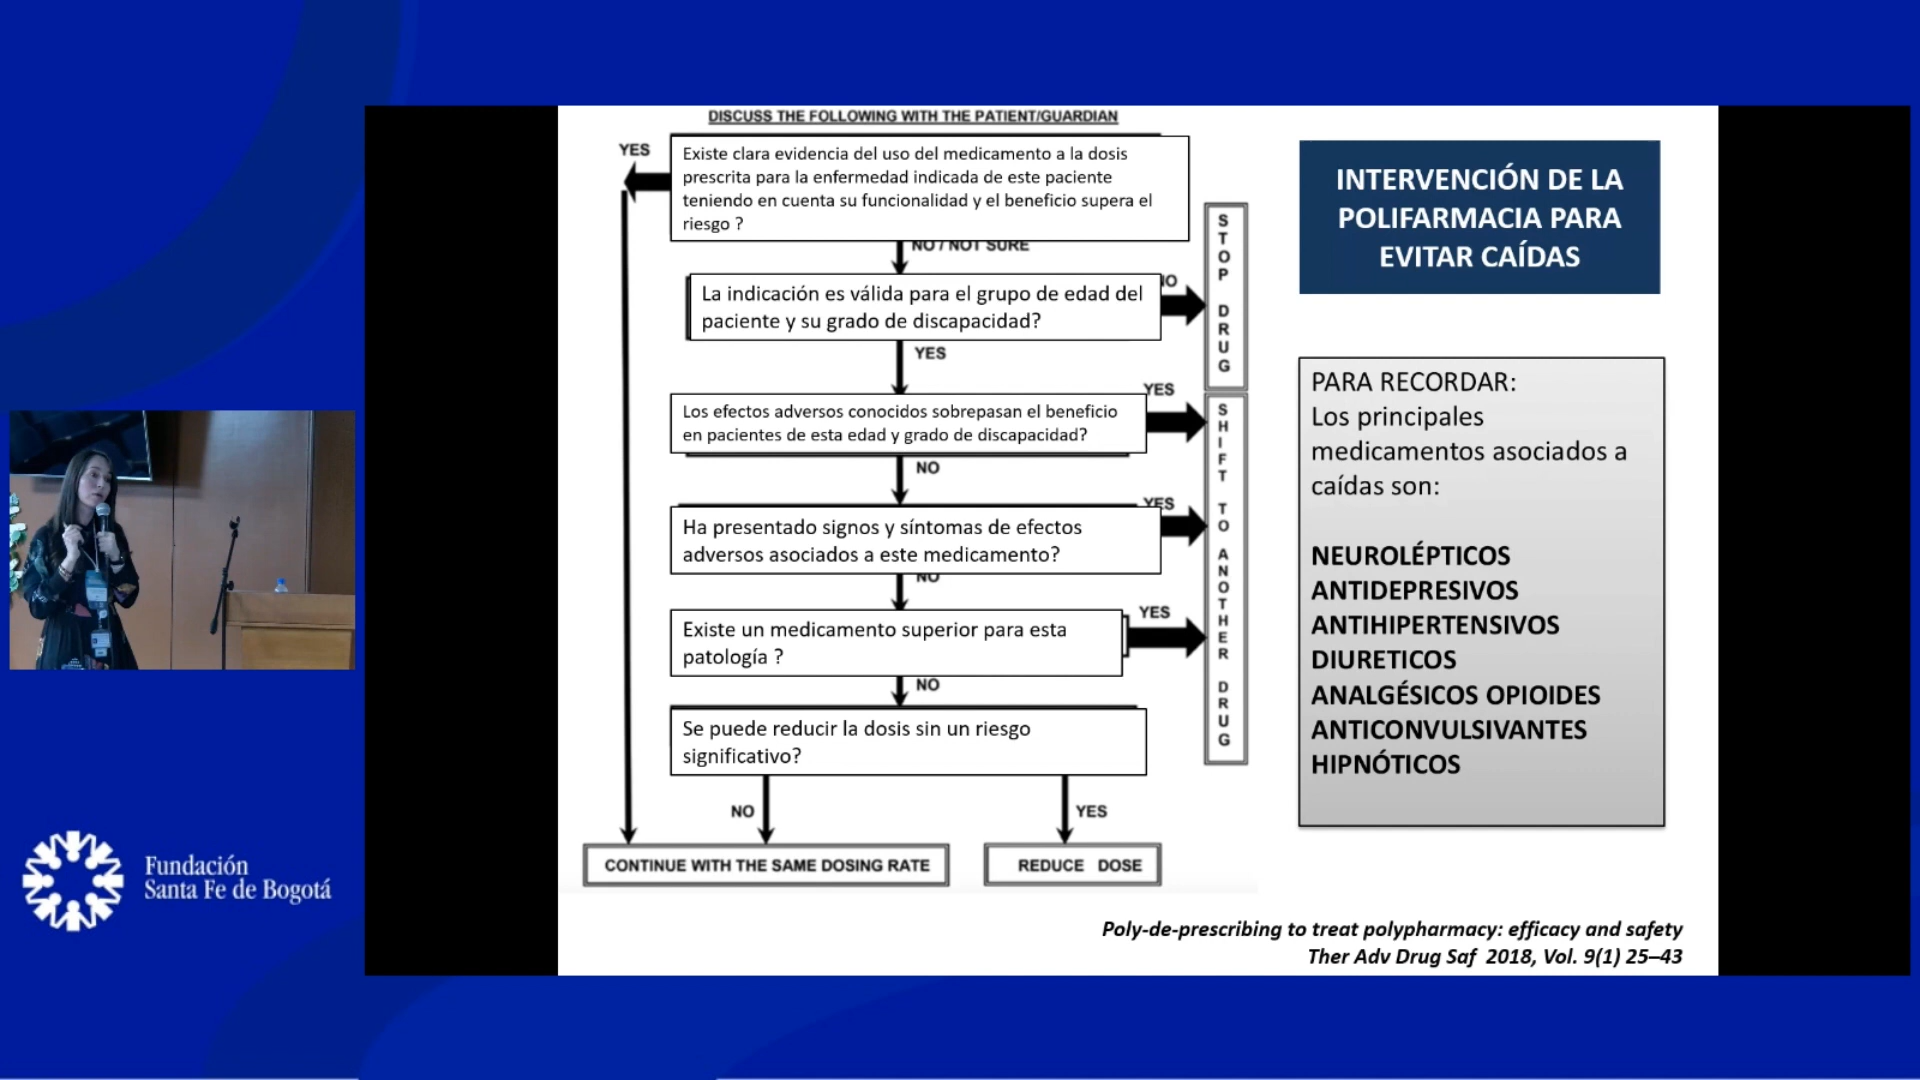 DISCUSS THE FOLLOWING WITH THE PATIENT/GUARDIAN
YES
Existe clara evidencia del uso del medicamento a la dosis
prescrita para la enfermedad indicada de este paciente
teniendo en cuenta su funcionalidad y el beneficio supera el
riesgo ?
NO / NOT SURE
La indicación es válida para el grupo de edad del
paciente y su grado de discapacidad?
NO
STOP DRUG
YES
Los efectos adversos conocidos sobrepasan el beneficio
en pacientes de esta edad y grado de discapacidad?
YES
SHIFT TO ANOTHER DRUG
NO
Ha presentado signos y síntomas de efectos
adversos asociados a este medicamento?
YES
NO
Existe un medicamento superior para esta
patología ?
YES
NO
Se puede reducir la dosis sin un riesgo
significativo?
NO
YES
CONTINUE WITH THE SAME DOSING RATE
REDUCE DOSE
INTERVENCIÓN DE LA
POLIFARMACIA PARA
EVITAR CAÍDAS
PARA RECORDAR:
Los principales
medicamentos asociados a
caídas son:
NEUROLÉPTICOS
ANTIDEPRESIVOS
ANTIHIPERTENSIVOS
DIURETICOS
ANALGÉSICOS OPIOIDES
ANTICONVULSIVANTES
HIPNÓTICOS
Poly-de-prescribing to treat polypharmacy: efficacy and safety
Ther Adv Drug Saf 2018, Vol. 9(1) 25–43
Fundación
Santa Fe de Bogotá